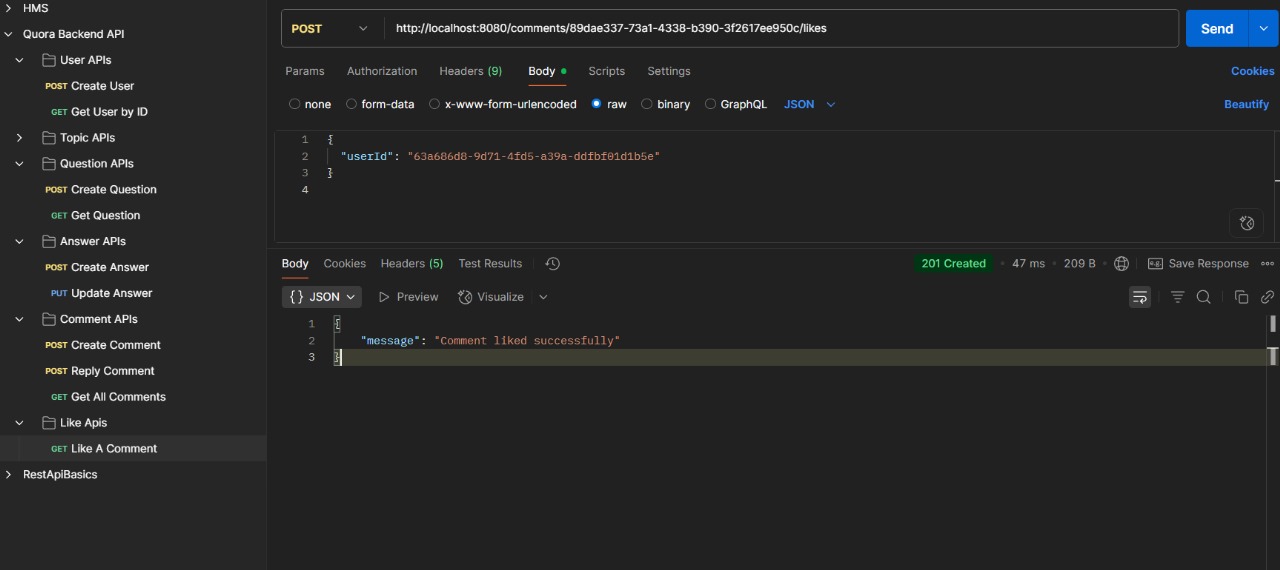 HMS
Quora Backend API
User APIs
POST Create User
GET Get User by ID
Topic APIs
Question APIs
POST Create Question
GET Get Question
Answer APIs
POST Create Answer
PUT Update Answer
Comment APIs
POST Create Comment
POST Reply Comment
GET Get All Comments
Like Apis
GET Like A Comment
RestApiBasics
POST http://localhost:8080/comments/89dae337-73a1-4338-b390-3f2617ee950c/likes Send
Params Authorization Headers (9) Body Scripts Settings Cookies
none form-data x-www-form-urlencoded raw binary GraphQL JSON Beautify
1 {
2 "userId": "63a686d8-9d71-4fd5-a39a-ddfbf01d1b5e"
3 }
4
Body Cookies Headers (5) Test Results 201 Created 47 ms 209 B e.g. Save Response
{} JSON Preview Visualize
1 {
2 "message": "Comment liked successfully"
3 }